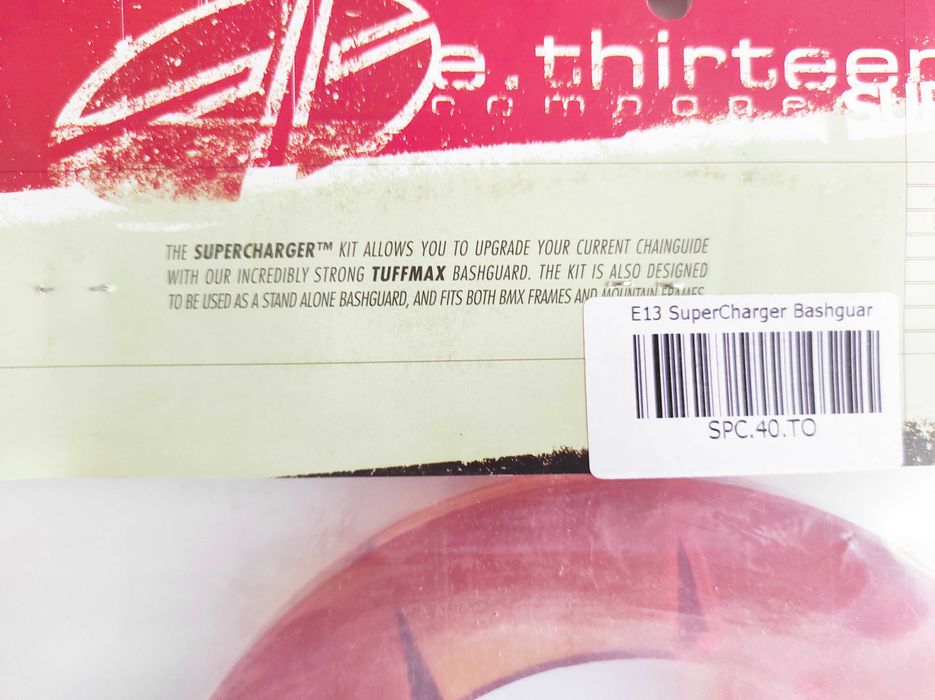 e.thirteen
SU
THE SUPERCHARGER™ KIT ALLOWS YOU TO UPGRADE YOUR CURRENT CHAINGUIDE
WITH OUR INCREDIBLY STRONG TUFFMAX BASHGUARD. THE KIT IS ALSO DESIGNED
TO BE USED AS A STAND ALONE BASHGUARD, AND FITS BOTH BMX FRAMES AND MOUNTAIN FRAMES.
E13 SuperCharger Bashguar
SPC.40.TO